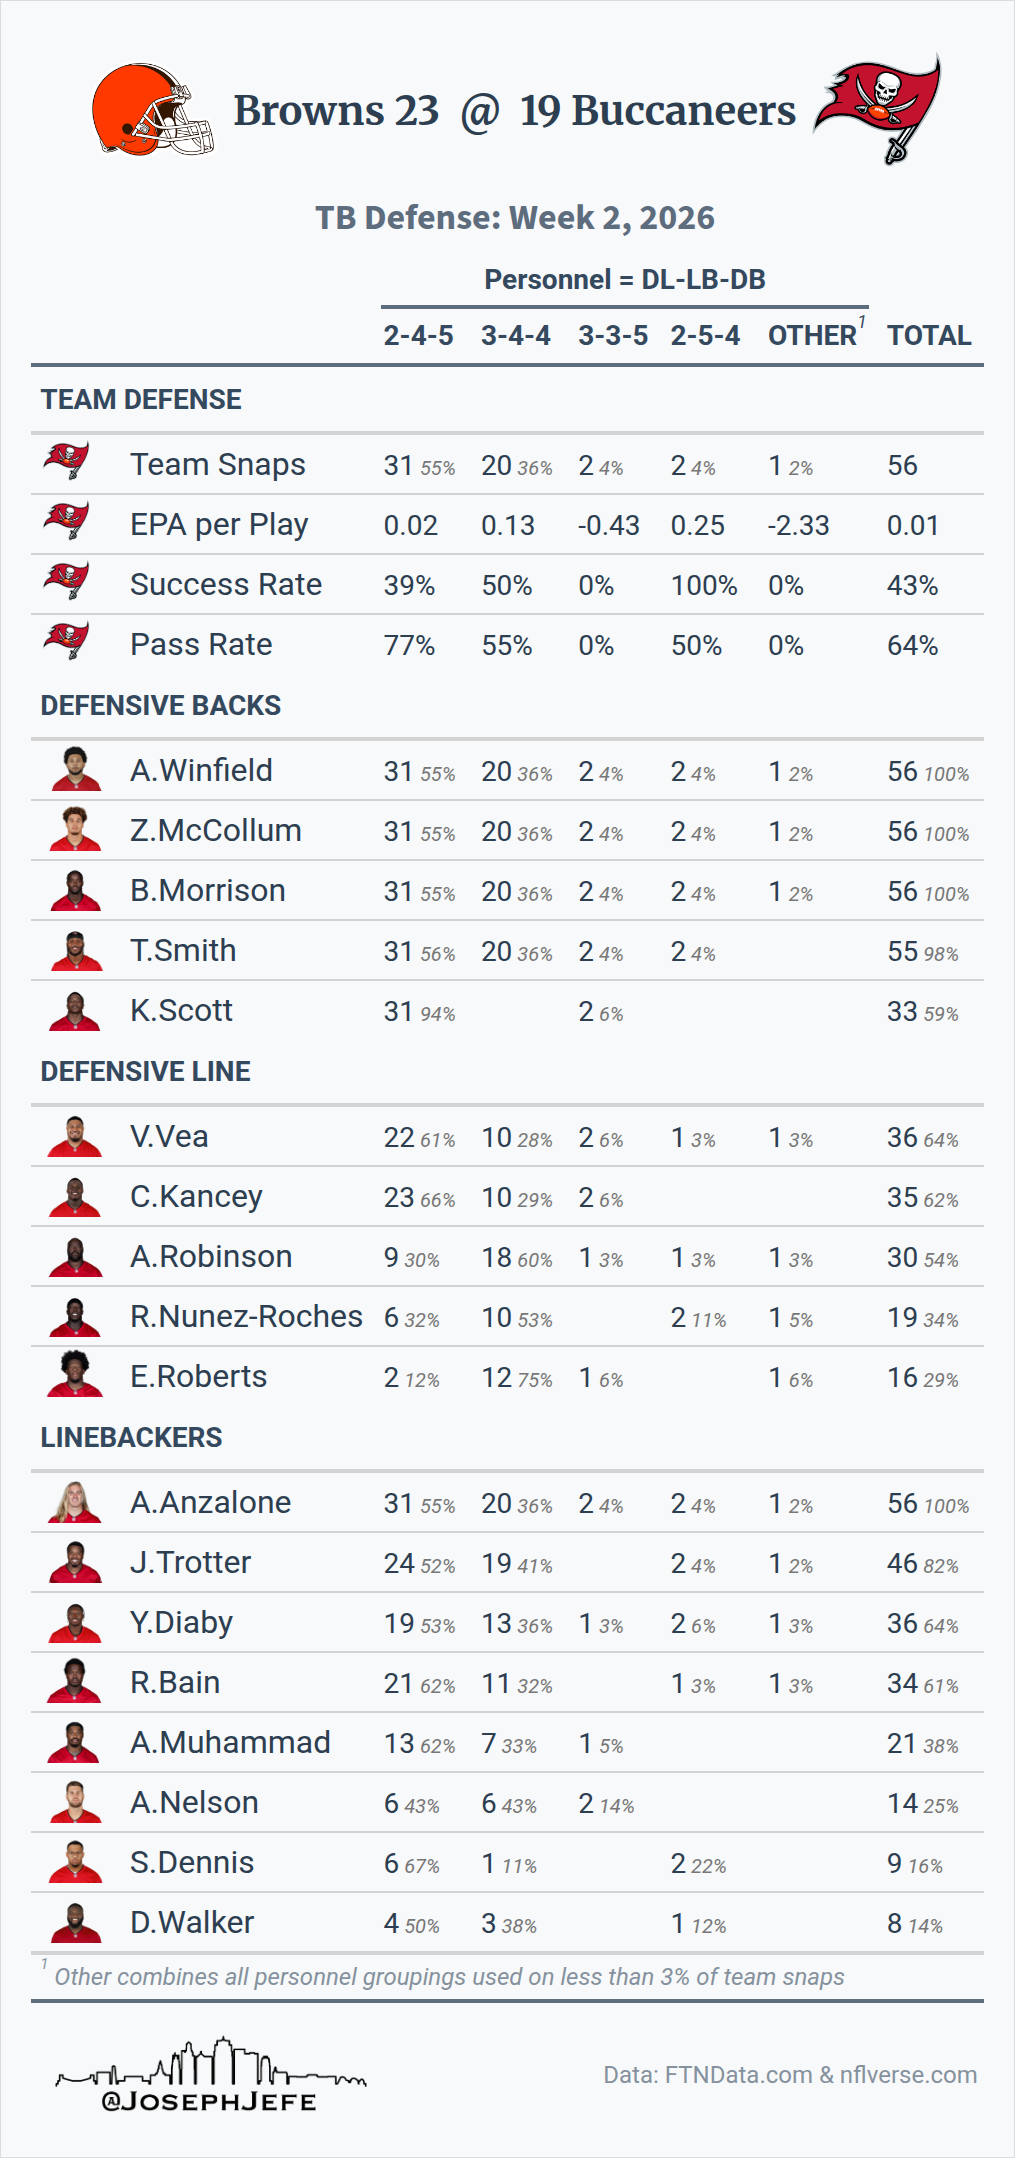 Browns 23 @ 19 Buccaneers
TB Defense: Week 2, 2026
Personnel = DL-LB-DB
2-4-5 3-4-4 3-3-5 2-5-4 OTHER1 TOTAL
TEAM DEFENSE
Team Snaps 31 55% 20 36% 2 4% 2 4% 1 2% 56
EPA per Play 0.02 0.13 -0.43 0.25 -2.33 0.01
Success Rate 39% 50% 0% 100% 0% 43%
Pass Rate 77% 55% 0% 50% 0% 64%
DEFENSIVE BACKS
A.Winfield 31 55% 20 36% 2 4% 2 4% 1 2% 56 100%
Z.McCollum 31 55% 20 36% 2 4% 2 4% 1 2% 56 100%
B.Morrison 31 55% 20 36% 2 4% 2 4% 1 2% 56 100%
T.Smith 31 56% 20 36% 2 4% 2 4% 55 98%
K.Scott 31 94% 2 6% 33 59%
DEFENSIVE LINE
V.Vea 22 61% 10 28% 2 6% 1 3% 1 3% 36 64%
C.Kancey 23 66% 10 29% 2 6% 35 62%
A.Robinson 9 30% 18 60% 1 3% 1 3% 1 3% 30 54%
R.Nunez-Roches 6 32% 10 53% 2 11% 1 5% 19 34%
E.Roberts 2 12% 12 75% 1 6% 1 6% 16 29%
LINEBACKERS
A.Anzalone 31 55% 20 36% 2 4% 2 4% 1 2% 56 100%
J.Trotter 24 52% 19 41% 2 4% 1 2% 46 82%
Y.Diaby 19 53% 13 36% 1 3% 2 6% 1 3% 36 64%
R.Bain 21 62% 11 32% 1 3% 1 3% 34 61%
A.Muhammad 13 62% 7 33% 1 5% 21 38%
A.Nelson 6 43% 6 43% 2 14% 14 25%
S.Dennis 6 67% 1 11% 2 22% 9 16%
D.Walker 4 50% 3 38% 1 12% 8 14%
1 Other combines all personnel groupings used on less than 3% of team snaps
@JosephJefe
Data: FTNData.com & nflverse.com